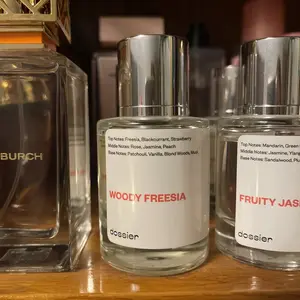 BURCH
Top Notes: Freesia, Blackcurrant, Strawberry
Middle Notes: Rose, Jasmine, Peach
Base Notes: Patchouli, Vanilla, Blond Woods, Musk
WOODY FREESIA
dossier
Top Notes: Mandarin, Green
Middle Notes: Jasmine, Ylang
Base Notes: Sandalwood, Plu
FRUITY JAS
dossier